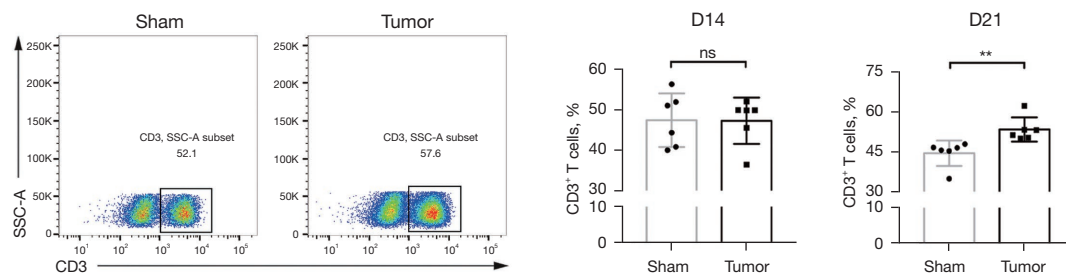 Sham
Tumor
D14
D21
250K
200K
150K
100K
50K
0
CD3, SSC-A subset
52.1
10¹ 10² 10³ 10⁴ 10⁵
250K
200K
150K
100K
50K
0
CD3, SSC-A subset
57.6
10¹ 10² 10³ 10⁴ 10⁵
SSC-A
CD3
CD3⁺ T cells, %
60
50
40
30
10
0
ns
Sham
Tumor
CD3⁺ T cells, %
75
60
45
30
10
0
**
Sham
Tumor